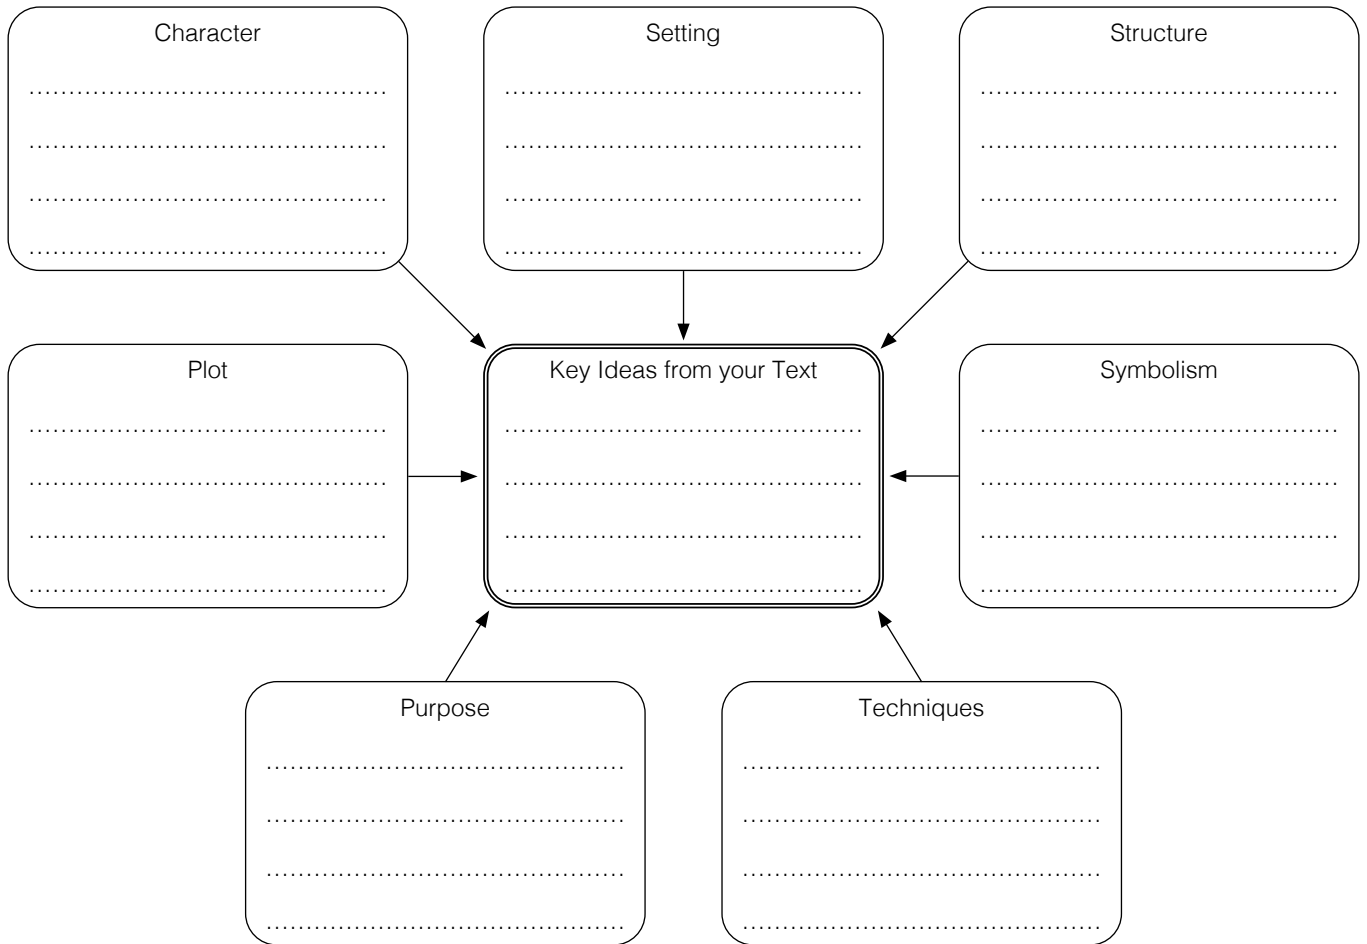 Character
Setting
Structure
Plot
Key Ideas from your Text
Symbolism
Purpose
Techniques